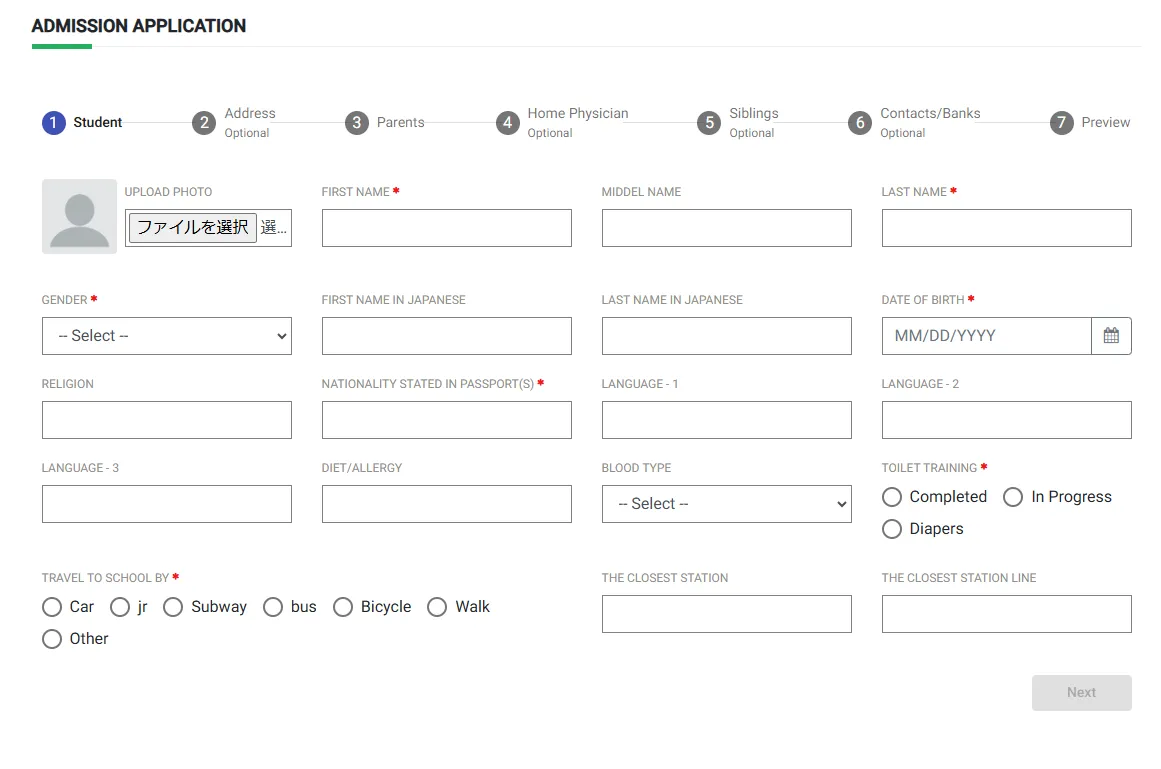 ADMISSION APPLICATION
1 Student
2 Address
Optional
3 Parents
4 Home Physician
Optional
5 Siblings
Optional
6 Contacts/Banks
Optional
7 Preview
UPLOAD PHOTO
ファイルを選択 選...
FIRST NAME *
MIDDEL NAME
LAST NAME *
GENDER *
-- Select --
FIRST NAME IN JAPANESE
LAST NAME IN JAPANESE
DATE OF BIRTH *
MM/DD/YYYY
RELIGION
NATIONALITY STATED IN PASSPORT(S) *
LANGUAGE - 1
LANGUAGE - 2
LANGUAGE - 3
DIET/ALLERGY
BLOOD TYPE
-- Select --
TOILET TRAINING *
Completed In Progress
Diapers
TRAVEL TO SCHOOL BY *
Car jr Subway bus Bicycle Walk
Other
THE CLOSEST STATION
THE CLOSEST STATION LINE
Next